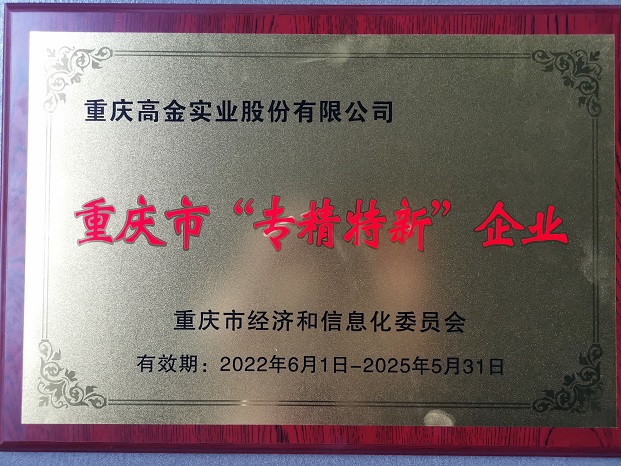 重庆高金实业股份有限公司
重庆市“专精特新”企业
重庆市经济和信息化委员会
有效期：2022年6月1日-2025年5月31日